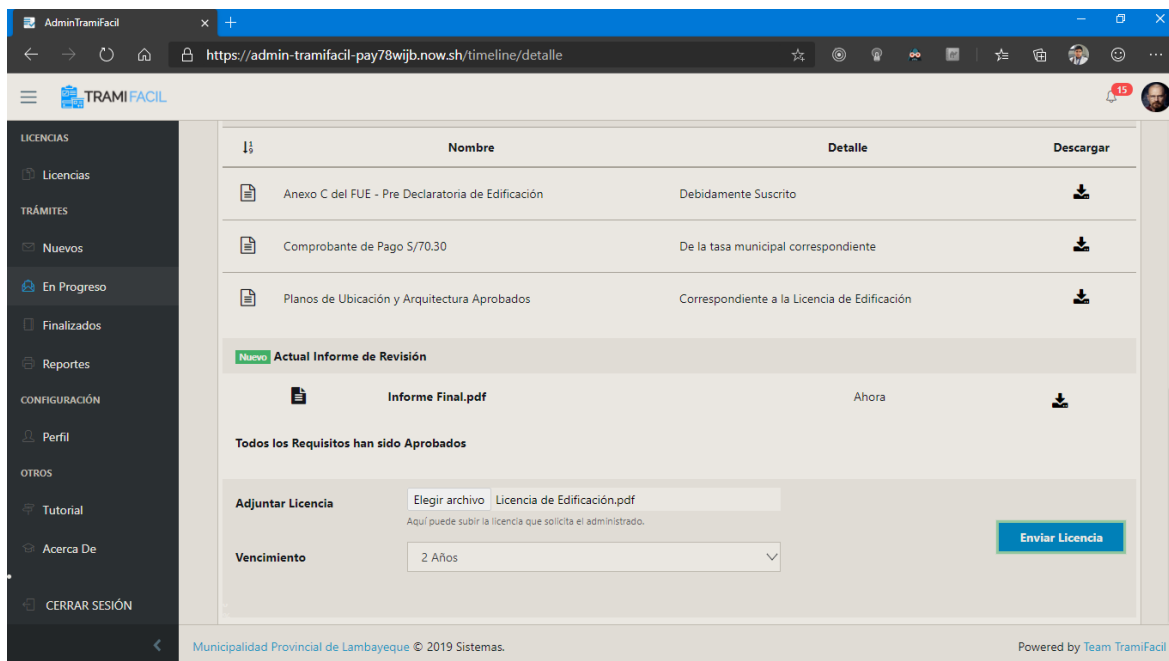 AdminTramiFacil
https://admin-tramifacil-pay78wijb.now.sh/timeline/detalle
TRAMIFACIL
15
LICENCIAS
Licencias
TRÁMITES
Nuevos
En Progreso
Finalizados
Reportes
CONFIGURACIÓN
Perfil
OTROS
Tutorial
Acerca De
CERRAR SESIÓN
Nombre Detalle Descargar
Anexo C del FUE - Pre Declaratoria de Edificación Debidamente Suscrito
Comprobante de Pago S/70.30 De la tasa municipal correspondiente
Planos de Ubicación y Arquitectura Aprobados Correspondiente a la Licencia de Edificación
Nuevo Actual Informe de Revisión
Informe Final.pdf Ahora
Todos los Requisitos han sido Aprobados
Adjuntar Licencia Elegir archivo Licencia de Edificación.pdf
Aquí puede subir la licencia que solicita el administrado.
Enviar Licencia
Vencimiento 2 Años
Municipalidad Provincial de Lambayeque © 2019 Sistemas. Powered by Team TramiFacil